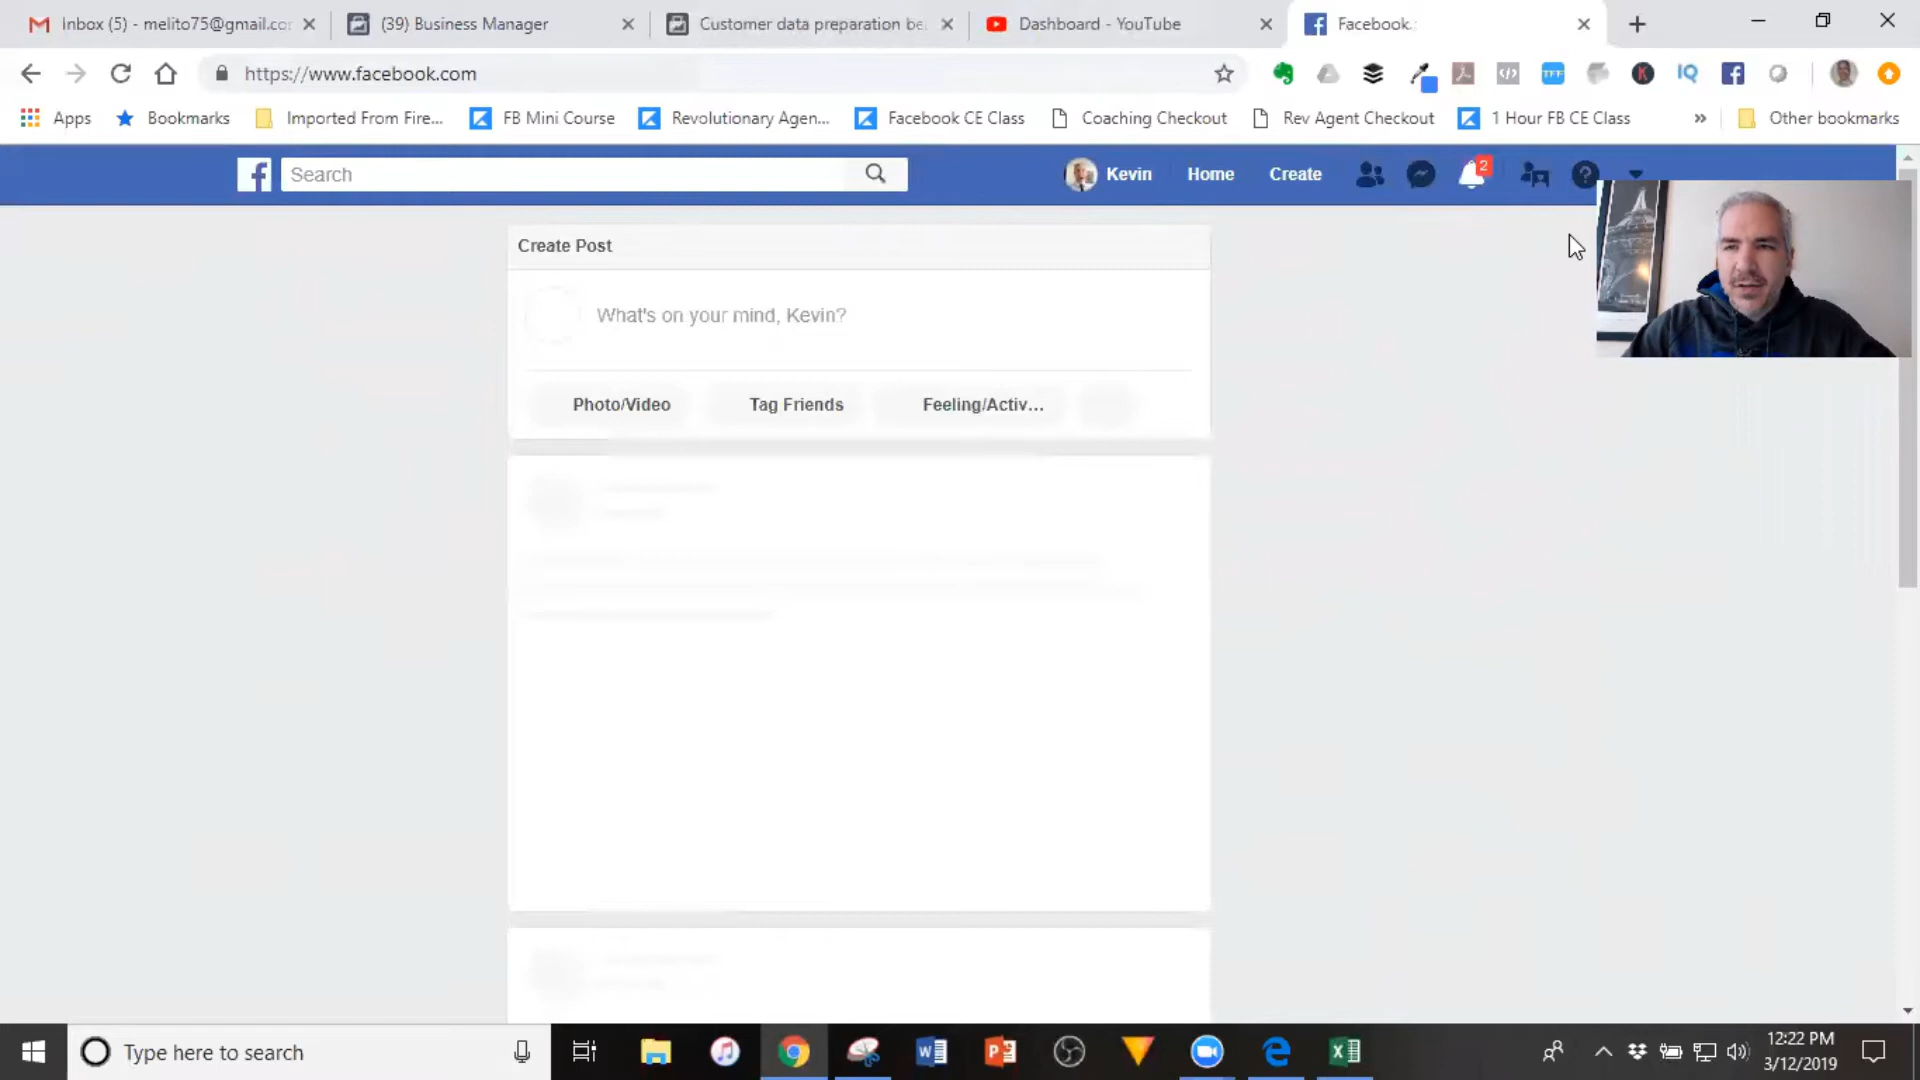 Inbox (5) - melito75@gmail.cor
(39) Business Manager
Customer data preparation be
Dashboard - YouTube
Facebook
https://www.facebook.com
Apps
Bookmarks
Imported From Fire...
FB Mini Course
Revolutionary Agen...
Facebook CE Class
Coaching Checkout
Rev Agent Checkout
1 Hour FB CE Class
»
Other bookmarks
Search
Kevin
Home
Create
2
Create Post
What's on your mind, Kevin?
Photo/Video
Tag Friends
Feeling/Activ...
Type here to search
12:22 PM
3/12/2019